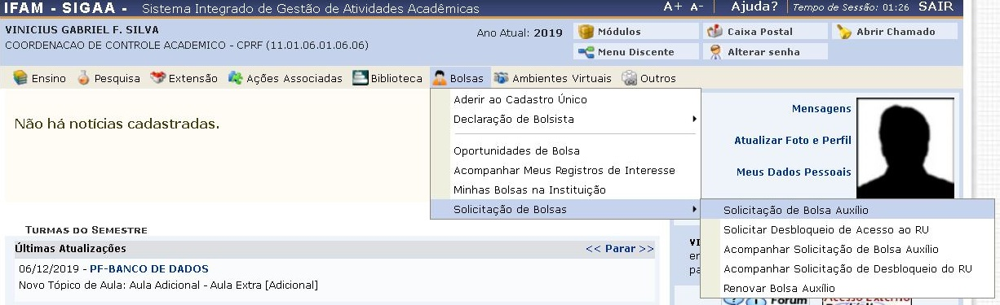 IFAM - SIGAA - Sistema Integrado de Gestão de Atividades Acadêmicas
A+ A- Ajuda? Tempo de Sessão: 01:26 SAIR
VINICIUS GABRIEL F. SILVA
COORDENACAO DE CONTROLE ACADEMICO - CPRF (11.01.06.01.06.06)
Ano Atual: 2019
Módulos
Caixa Postal
Abrir Chamado
Menu Discente
Alterar senha
Ensino Pesquisa Extensão Ações Associadas Biblioteca Bolsas Ambientes Virtuais Outros
Aderir ao Cadastro Único
Declaração de Bolsista
Oportunidades de Bolsa
Acompanhar Meus Registros de Interesse
Minhas Bolsas na Instituição
Solicitação de Bolsas
Solicitação de Bolsa Auxílio
Solicitar Desbloqueio de Acesso ao RU
Acompanhar Solicitação de Bolsa Auxílio
Acompanhar Solicitação de Desbloqueio do RU
Renovar Bolsa Auxílio
Não há notícias cadastradas.
Mensagens
Atualizar Foto e Perfil
Meus Dados Pessoais
TURMAS DO SEMESTRE
Últimas Atualizações << Parar >>
06/12/2019 - PF-BANCO DE DADOS
Novo Tópico de Aula: Aula Adicional - Aula Extra [Adicional]
VI
en
pa
Forum
Acesso Externo